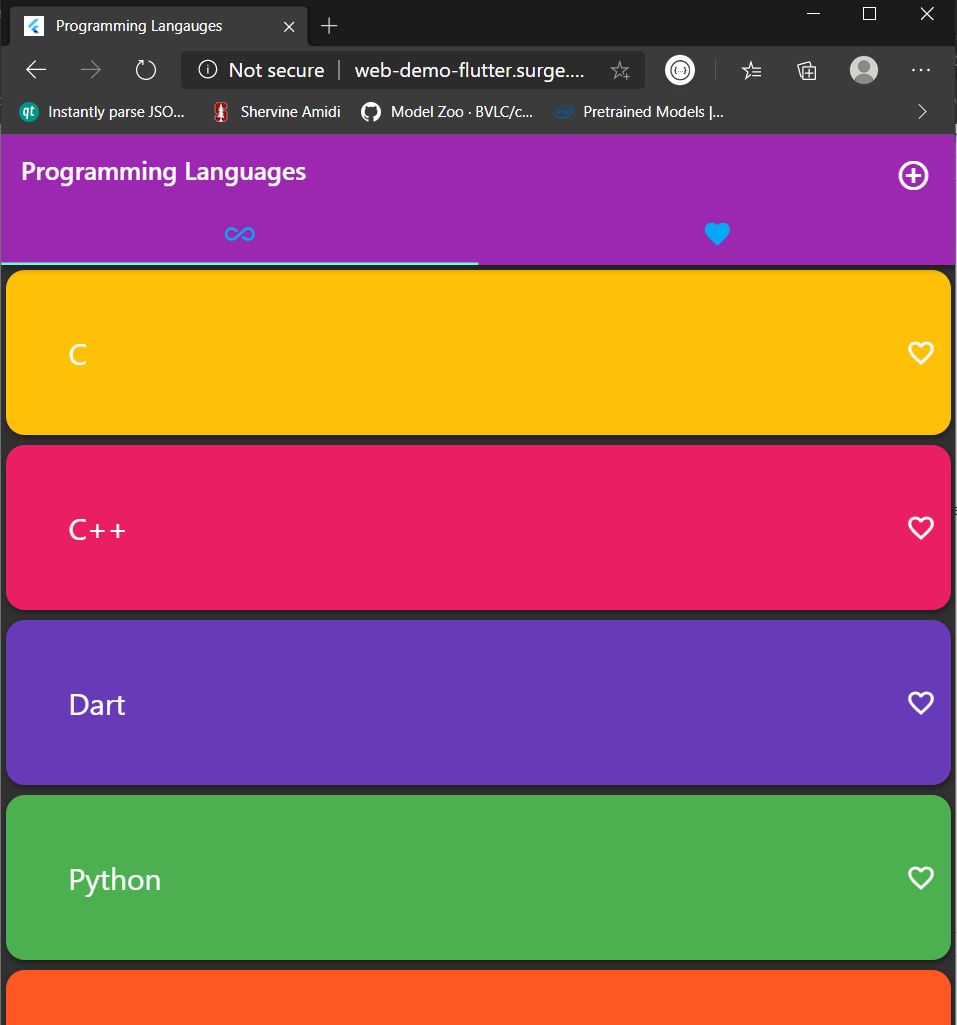 Programming Langauges
Not secure | web-demo-flutter.surge....
qt Instantly parse JSO... Shervine Amidi Model Zoo · BVLC/c... Pretrained Models |...
Programming Languages
C
C++
Dart
Python